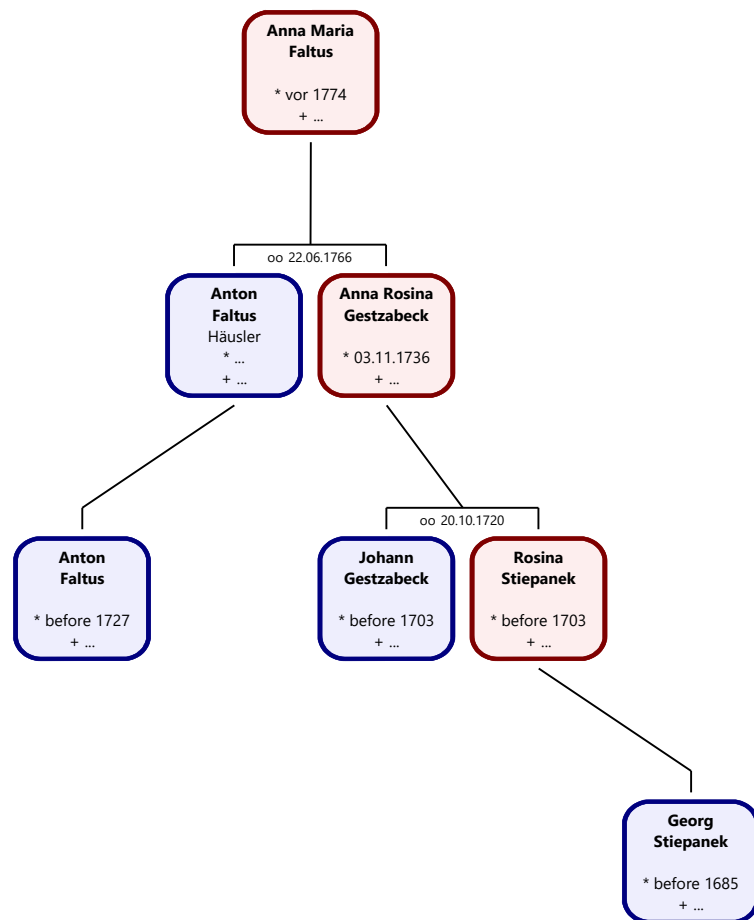 Anna Maria
Faltus
* vor 1774
+ ...
oo 22.06.1766
Anton
Faltus
Häusler
* ...
+ ...
Anna Rosina
Gestzabeck
* 03.11.1736
+ ...
oo 20.10.1720
Anton
Faltus
* before 1727
+ ...
Johann
Gestzabeck
* before 1703
+ ...
Rosina
Stiepanek
* before 1703
+ ...
Georg
Stiepanek
* before 1685
+ ...